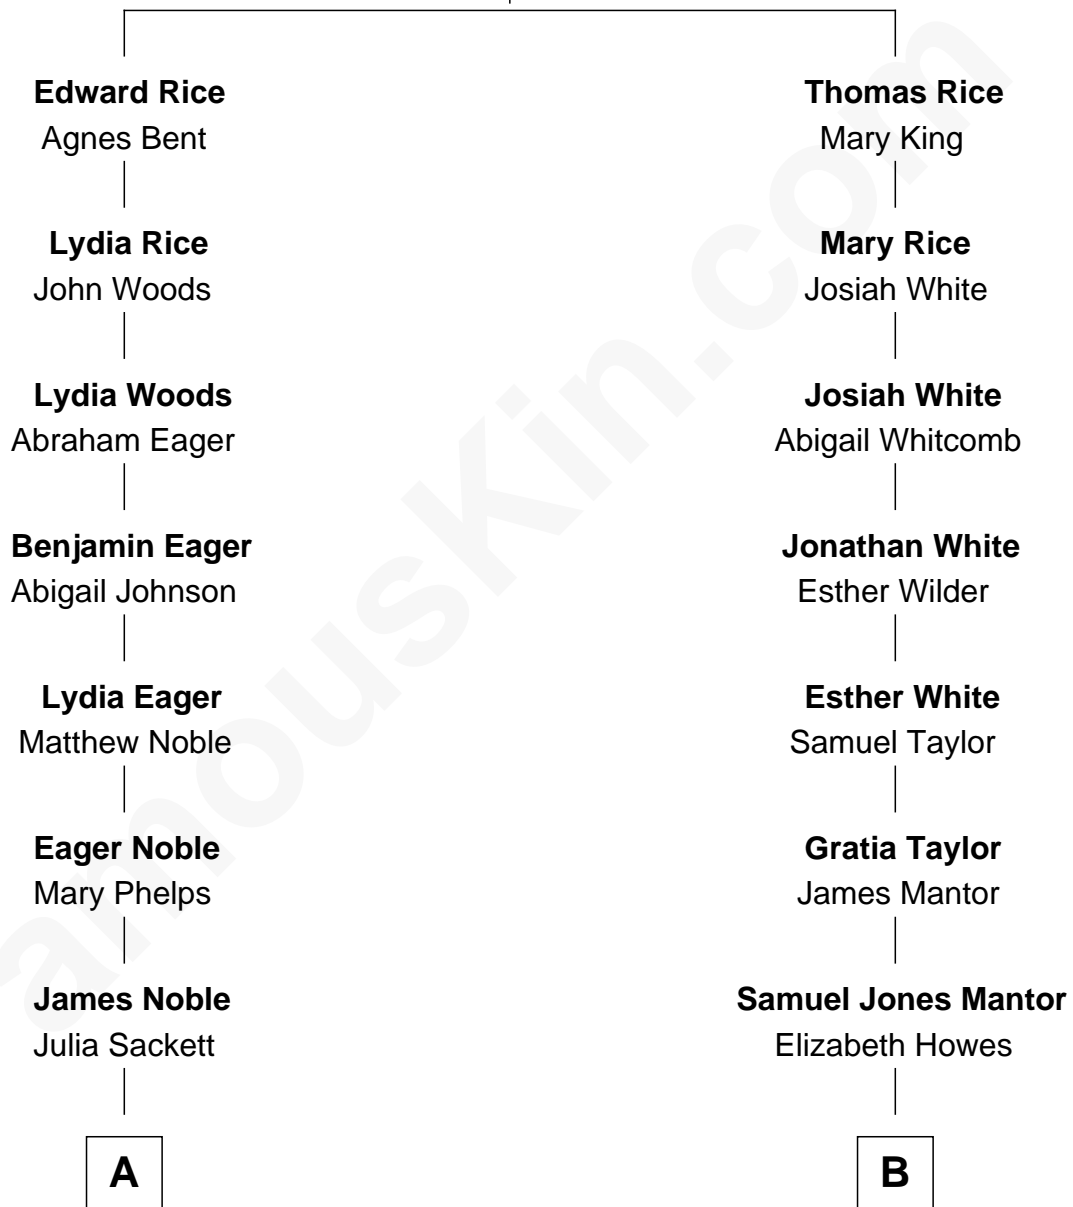 Edward Rice
Agnes Bent
Lydia Rice
John Woods
Lydia Woods
Abraham Eager
Benjamin Eager
Abigail Johnson
Lydia Eager
Matthew Noble
Eager Noble
Mary Phelps
James Noble
Julia Sackett
A
Thomas Rice
Mary King
Mary Rice
Josiah White
Josiah White
Abigail Whitcomb
Jonathan White
Esther Wilder
Esther White
Samuel Taylor
Gratia Taylor
James Mantor
Samuel Jones Mantor
Elizabeth Howes
B
amouskin.com